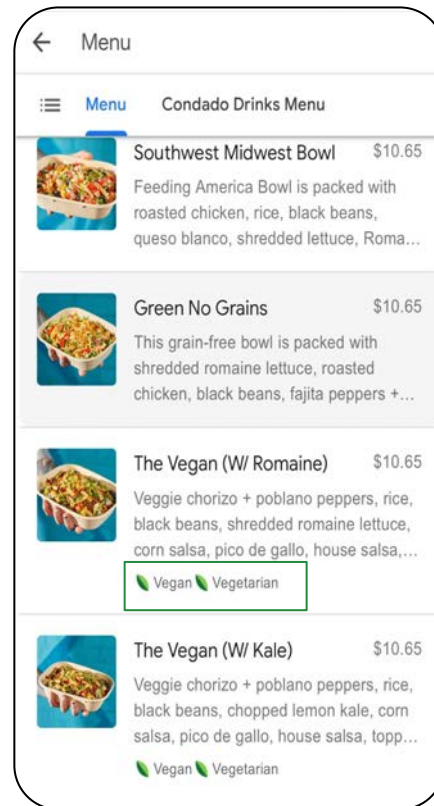 Menu
Menu Condado Drinks Menu
Southwest Midwest Bowl $10.65
Feeding America Bowl is packed with
roasted chicken, rice, black beans,
queso blanco, shredded lettuce, Roma...
Green No Grains $10.65
This grain-free bowl is packed with
shredded romaine lettuce, roasted
chicken, black beans, fajita peppers +...
The Vegan (W/ Romaine) $10.65
Veggie chorizo + poblano peppers, rice,
black beans, shredded romaine lettuce,
corn salsa, pico de gallo, house salsa,...
Vegan Vegetarian
The Vegan (W/ Kale) $10.65
Veggie chorizo + poblano peppers, rice,
black beans, chopped lemon kale, corn
salsa, pico de gallo, house salsa, topp...
Vegan Vegetarian